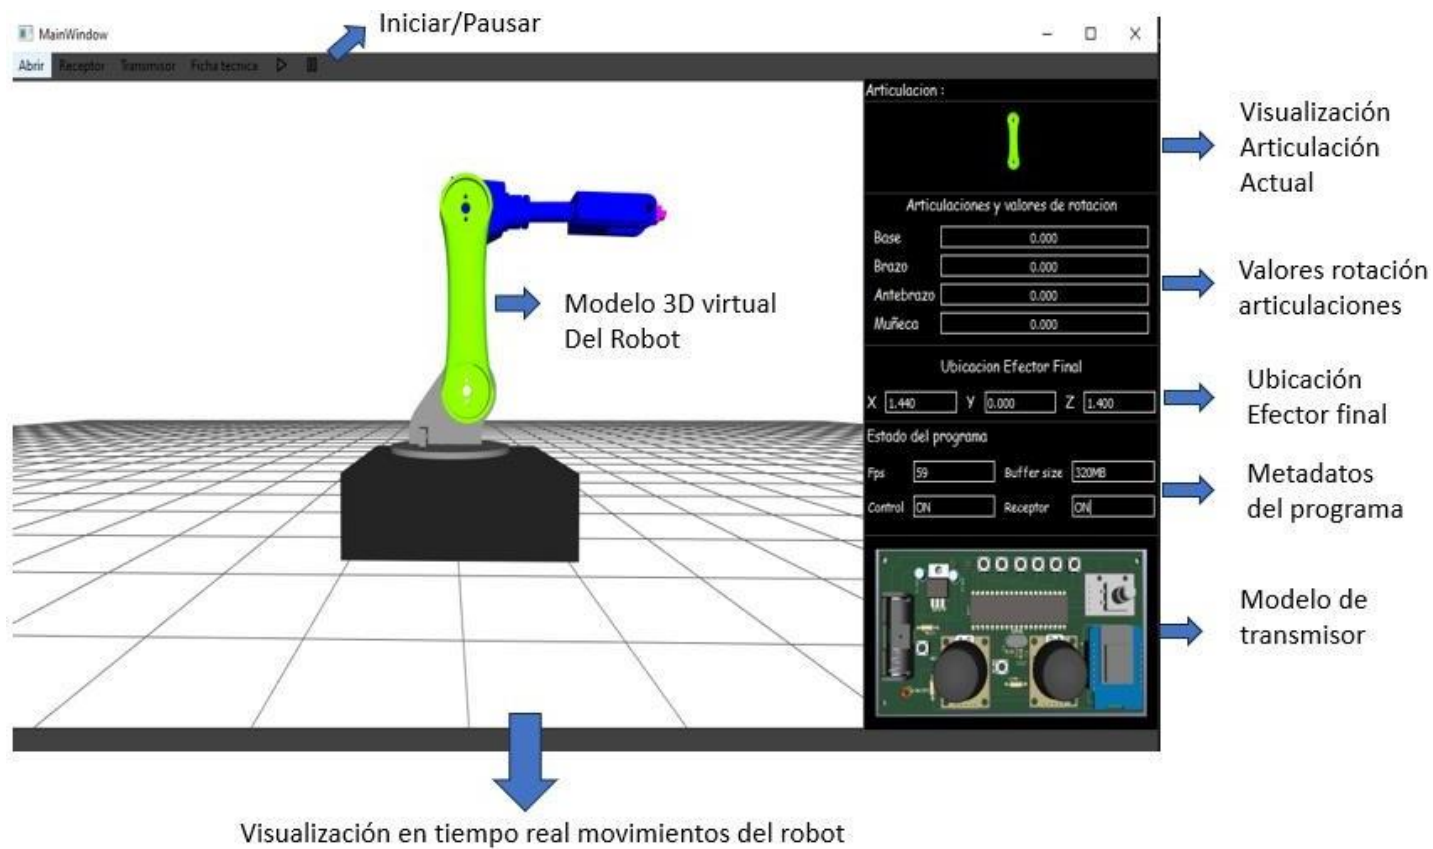 Iniciar/Pausar
MainWindow
Abrir Receptor Transmisor Ficha tecnica
Articulacion :
Visualización
Articulación
Actual
Articulaciones y valores de rotacion
Base 0.000
Brazo 0.000
Antebrazo 0.000
Muñeca 0.000
Valores rotación
articulaciones
Modelo 3D virtual
Del Robot
Ubicacion Efector Final
X 1.440 Y 0.000 Z 1.400
Ubicación
Efector final
Estado del programa
Fps 59 Buffer size 320MB
Control ON Receptor ON
Metadatos
del programa
Modelo de
transmisor
Visualización en tiempo real movimientos del robot